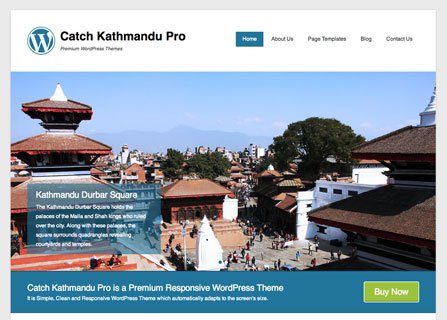 Catch Kathmandu Pro
Premium WordPress Themes
Home
About Us
Page Templates
Blog
Contact Us
Kathmandu Durbar Square
The Kathmandu Durbar Square holds the
palaces of the Malla and Shah kings who ruled
over the city. Along with these palaces, the
square surrounds quadrangles revealing
courtyards and temples.
Catch Kathmandu Pro is a Premium Responsive WordPress Theme
It is Simple, Clean and Responsive WordPress Theme which automatically adapts to the screen's size.
Buy Now